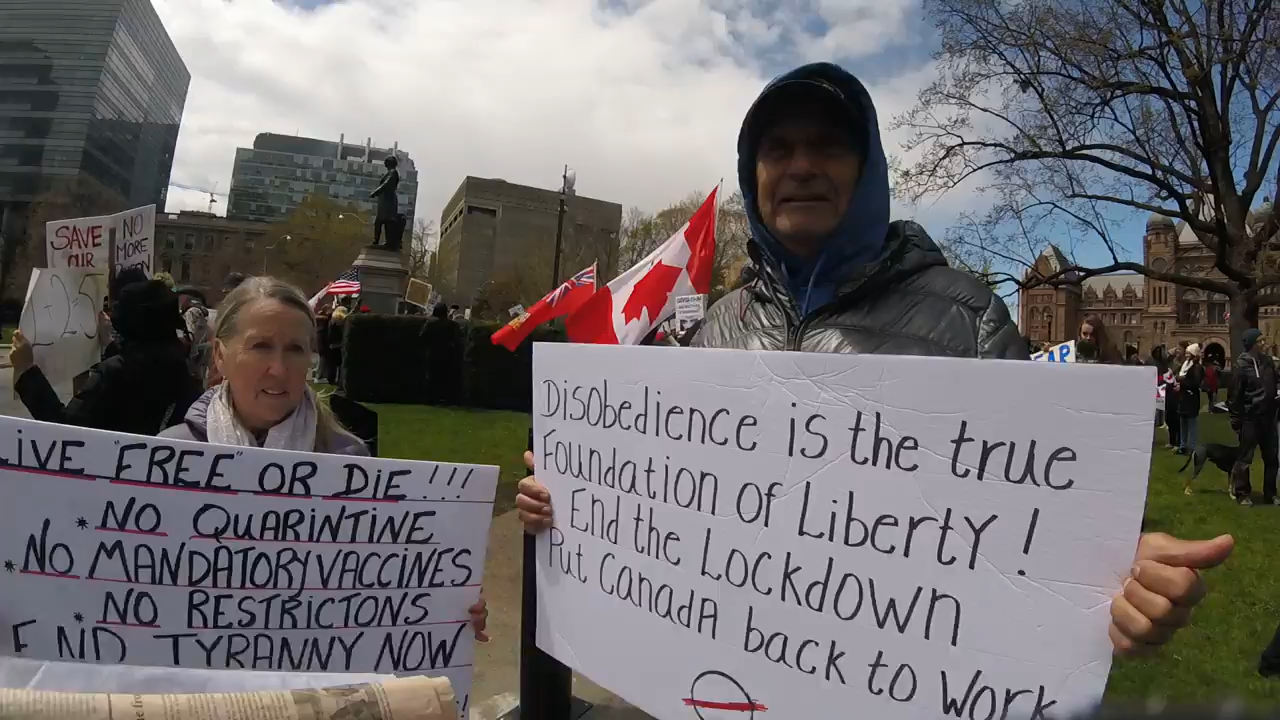 SAVE
AIR
NO
MORE
LIVE "FREE" OR DIE!!!
* NO QUARINTINE
* NO MANDATORY VACCINES
* NO RESTRICTONS
END TYRANNY NOW
Disobedience is the true
Foundation of Liberty!
End the Lockdown
Put Canada back to Work